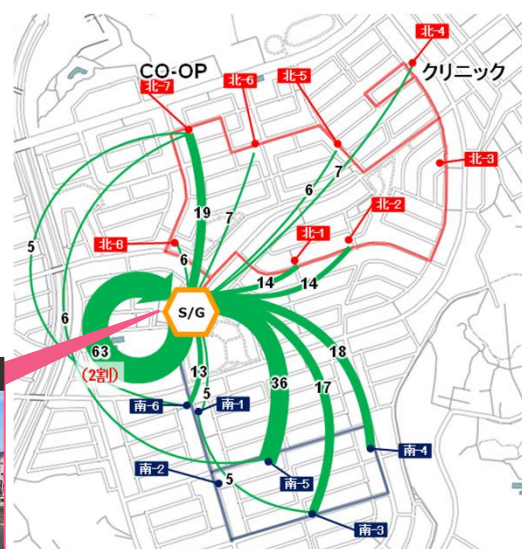 北-4
CO-OP
クリニック
北-7
北-6
北-5
北-3
6
7
19
7
北-2
5
北-8
北-1
6
14
14
6
S/G
63
(2割)
18
13
36
17
5
南-6
南-1
南-4
南-2
5
南-5
南-3